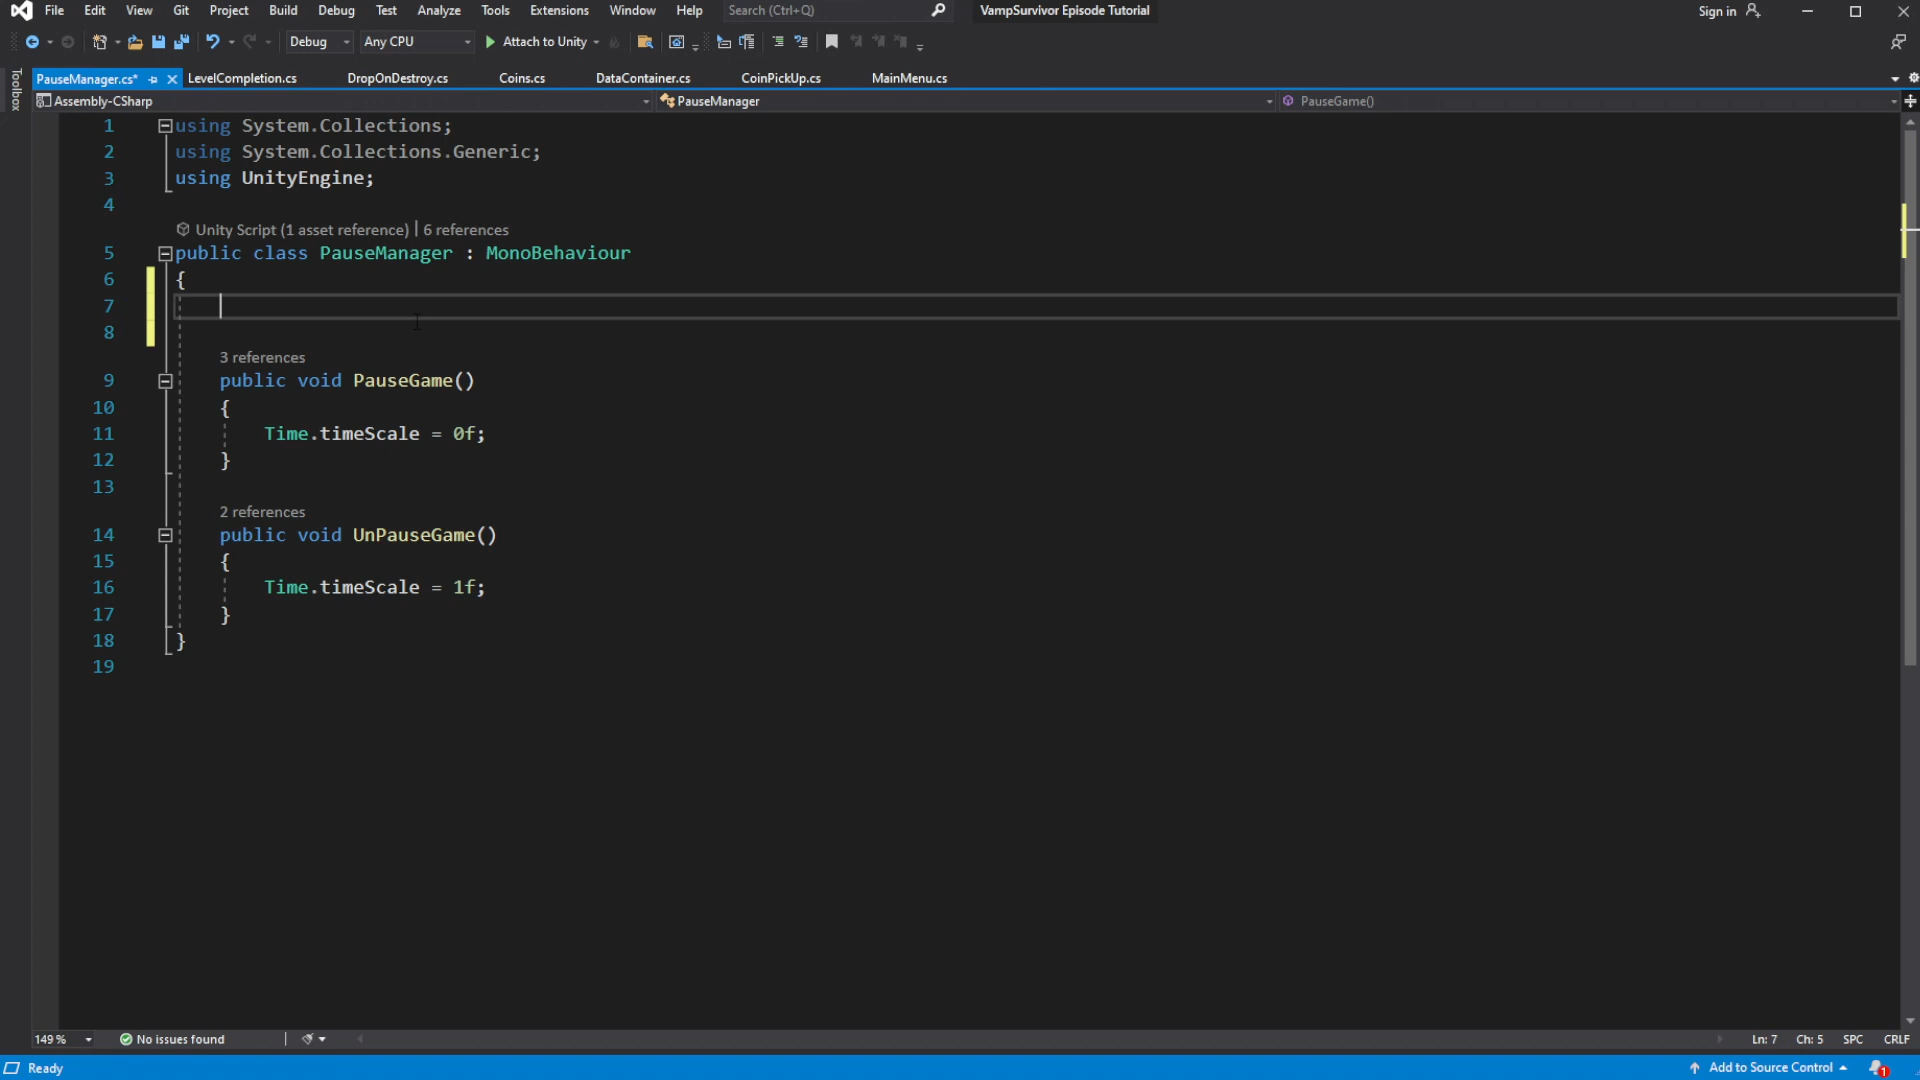 File Edit View Git Project Build Debug Test Analyze Tools Extensions Window Help Search (Ctrl+Q) VampSurvivor Episode Tutorial Sign in
Debug Any CPU Attach to Unity
Toolbox
PauseManager.cs* LevelCompletion.cs DropOnDestroy.cs Coins.cs DataContainer.cs CoinPickUp.cs MainMenu.cs
Assembly-CSharp PauseManager PauseGame()
1 using System.Collections;
2 using System.Collections.Generic;
3 using UnityEngine;
4
Unity Script (1 asset reference) | 6 references
5 public class PauseManager : MonoBehaviour
6 {
7
8
3 references
9 public void PauseGame()
10 {
11 Time.timeScale = 0f;
12 }
13
2 references
14 public void UnPauseGame()
15 {
16 Time.timeScale = 1f;
17 }
18 }
19
149 % No issues found Ln: 7 Ch: 5 SPC CRLF
Ready Add to Source Control 1